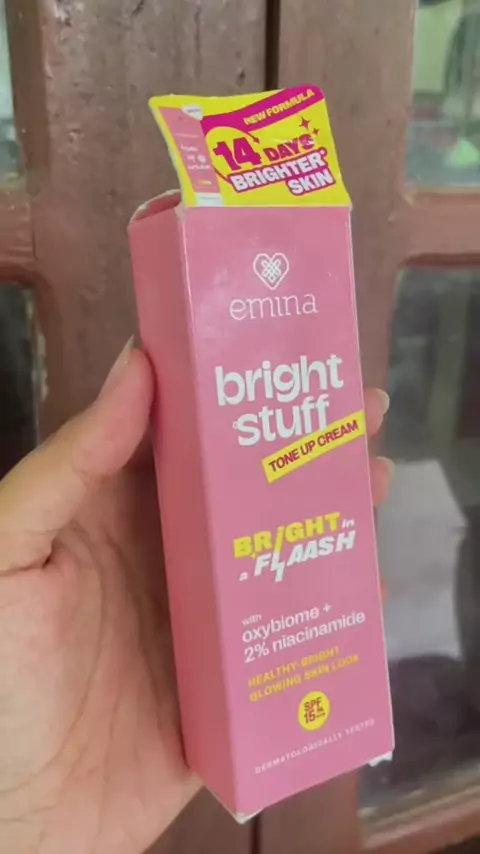 NEW FORMULA
14 DAYS
BRIGHTER
SKIN
emina
bright
stuff
TONE UP CREAM
BRIGHT in
a FLAASH
with
oxybiome +
2% niacinamide
HEALTHY-BRIGHT
GLOWING SKIN LOOK
SPF
15
DERMATOLOGICALLY TESTED